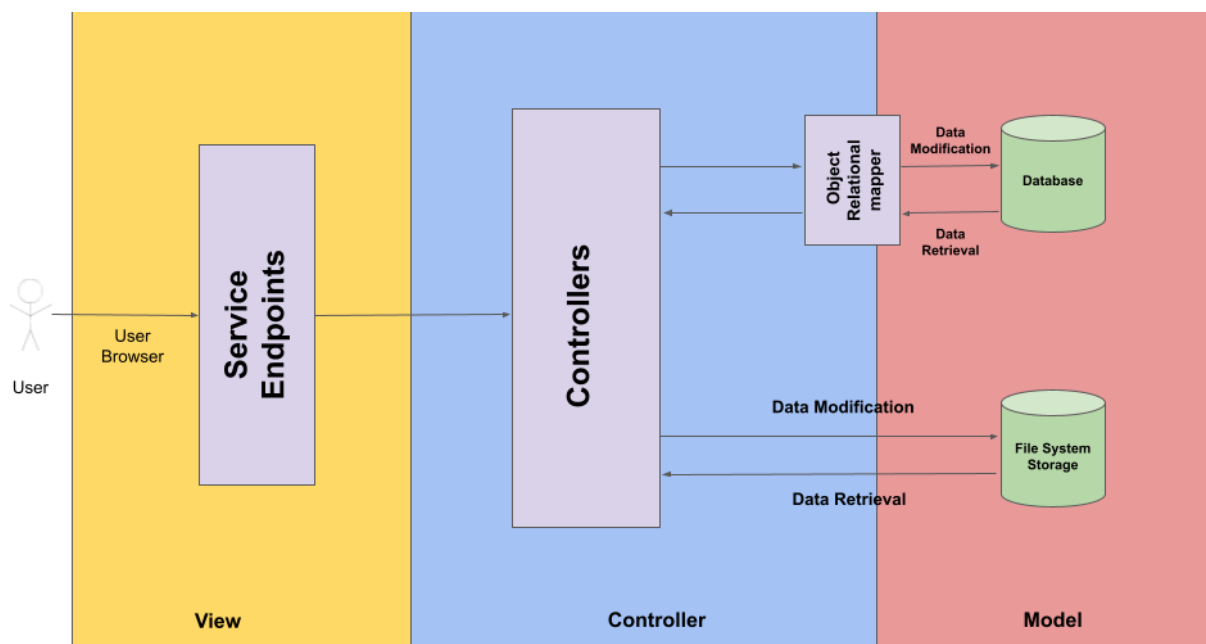 User
User
Browser
Service
Endpoints
Controllers
Object
Relational
mapper
Data
Modification
Data
Retrieval
Database
Data Modification
Data Retrieval
File System
Storage
View
Controller
Model